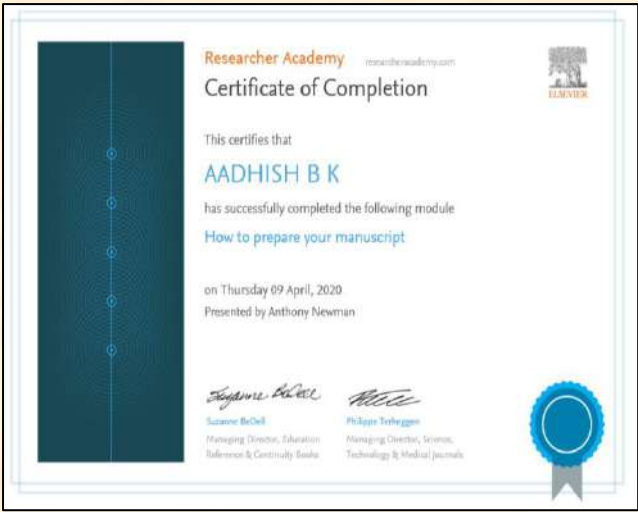 Researcher Academy researcheracademy.com
Certificate of Completion
ELSEVIER
This certifies that
AADHISH B K
has successfully completed the following module
How to prepare your manuscript
on Thursday 09 April, 2020
Presented by Anthony Newman
Suzanne BeDell
Philippe Terheggen
Managing Director, Education
Reference & Continuity Books
Managing Director, Science,
Technology & Medical Journals